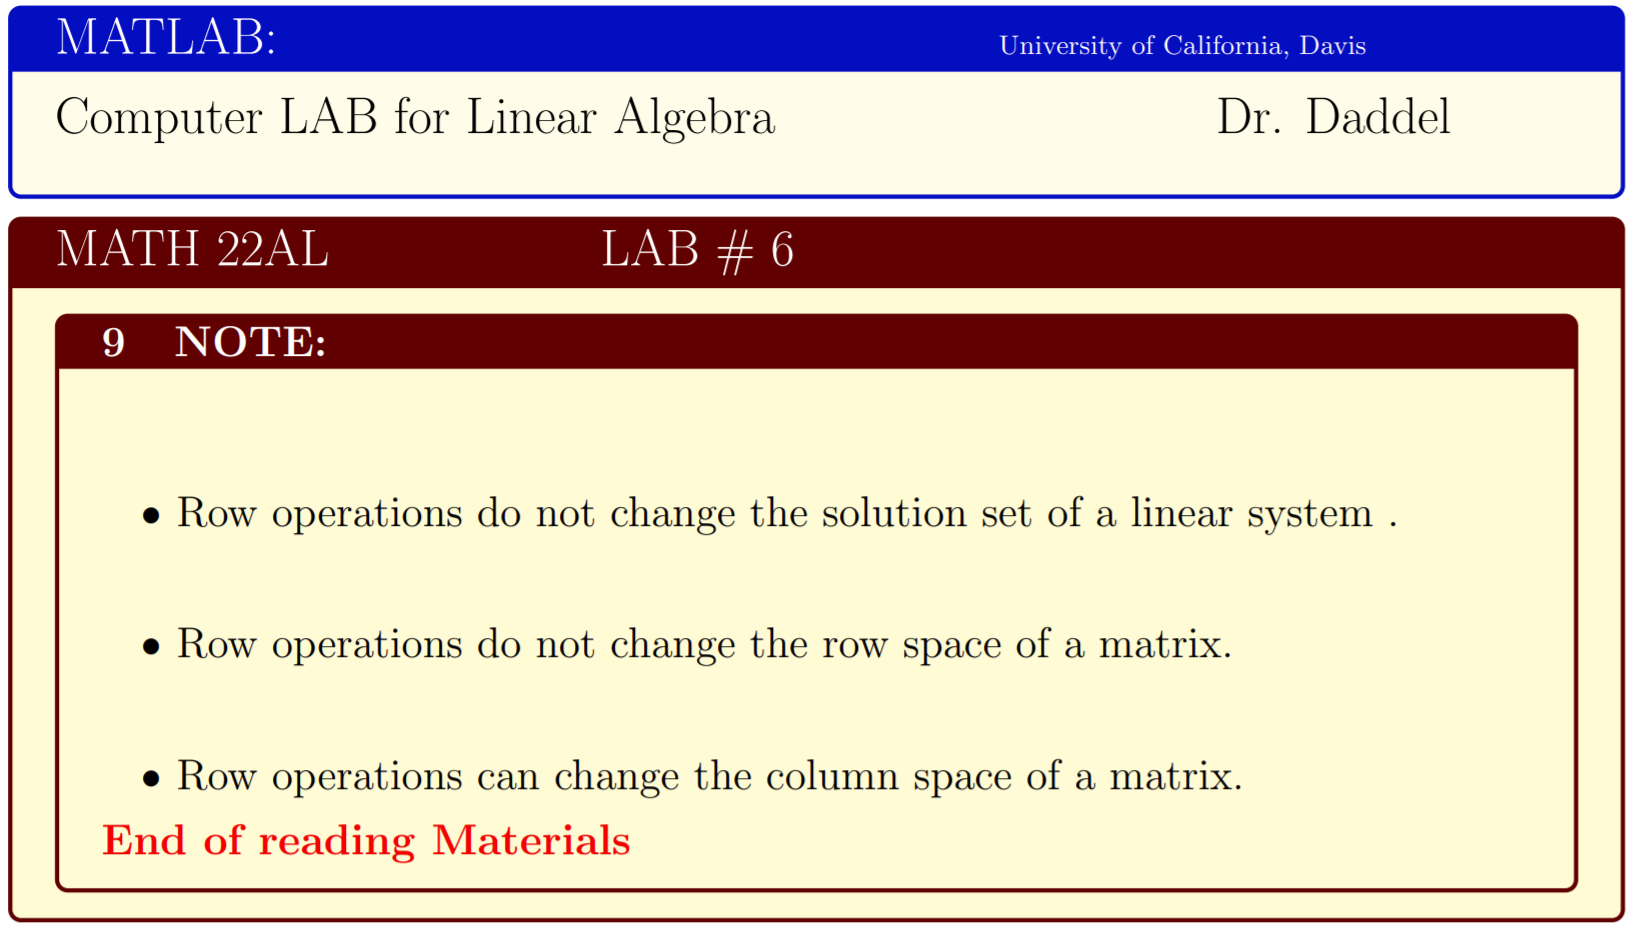 MATLAB: University of California, Davis
Computer LAB for Linear Algebra Dr. Daddel
MATH 22AL LAB # 6
9 NOTE:
• Row operations do not change the solution set of a linear system .
• Row operations do not change the row space of a matrix.
• Row operations can change the column space of a matrix.
End of reading Materials